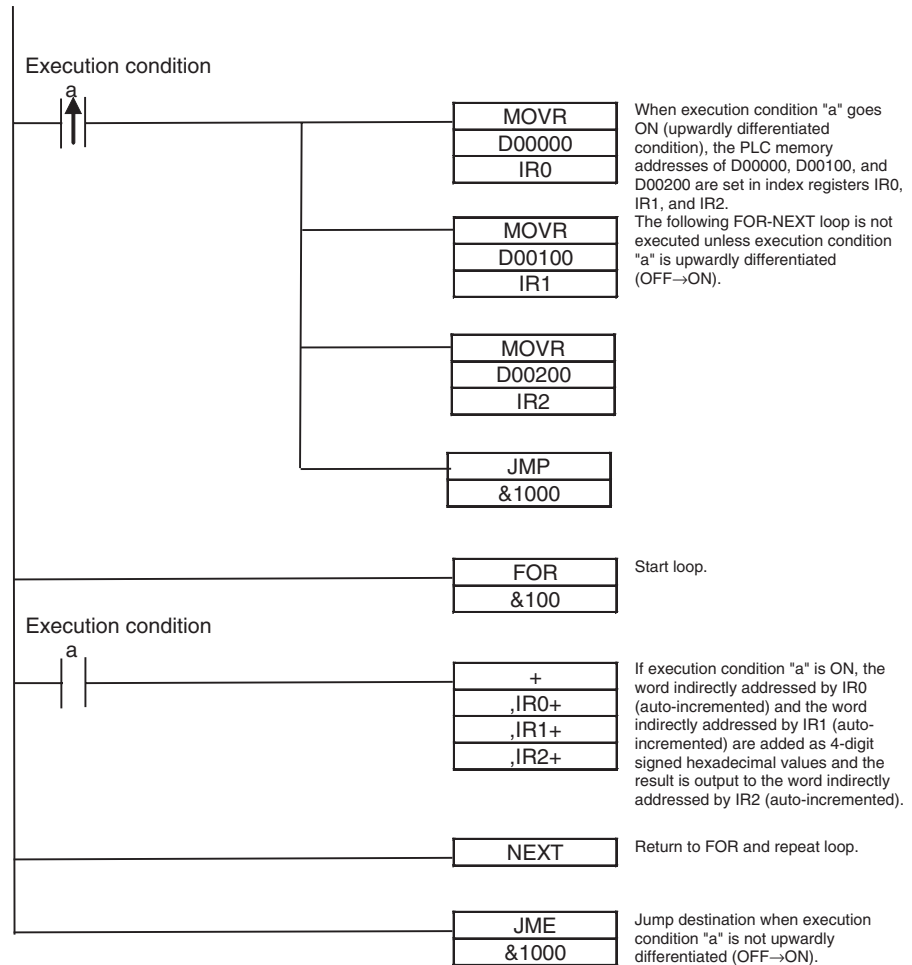 Execution condition
a
MOVR
D00000
IR0
When execution condition "a" goes
ON (upwardly differentiated
condition), the PLC memory
addresses of D00000, D00100, and
D00200 are set in index registers IR0,
IR1, and IR2.
The following FOR-NEXT loop is not
executed unless execution condition
"a" is upwardly differentiated
(OFF→ON).
MOVR
D00100
IR1
MOVR
D00200
IR2
JMP
&1000
FOR
&100
Start loop.
Execution condition
a
+
,IR0+
,IR1+
,IR2+
If execution condition "a" is ON, the
word indirectly addressed by IR0
(auto-incremented) and the word
indirectly addressed by IR1 (auto-
incremented) are added as 4-digit
signed hexadecimal values and the
result is output to the word indirectly
addressed by IR2 (auto-incremented).
NEXT
Return to FOR and repeat loop.
JME
&1000
Jump destination when execution
condition "a" is not upwardly
differentiated (OFF→ON).